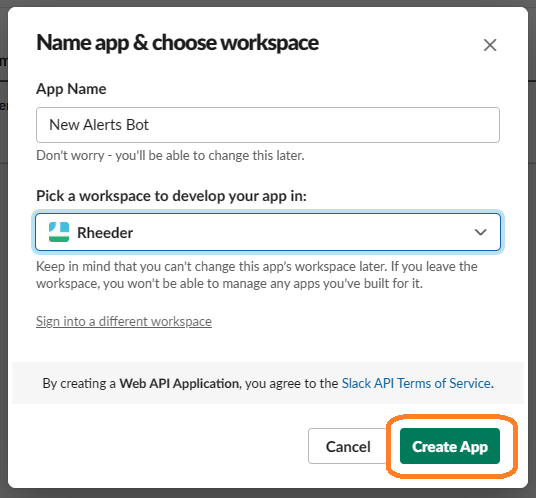 Name app & choose workspace
App Name
New Alerts Bot
Don't worry - you'll be able to change this later.
Pick a workspace to develop your app in:
Rheeder
Keep in mind that you can't change this app's workspace later. If you leave the
workspace, you won't be able to manage any apps you've built for it.
Sign into a different workspace
By creating a Web API Application, you agree to the Slack API Terms of Service.
Cancel
Create App